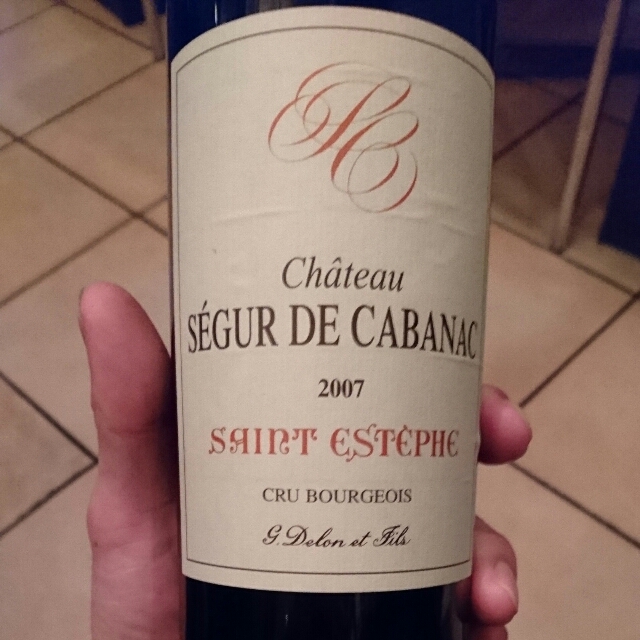 SC
Château
SÉGUR DE CABANAC
2007
SAINT ESTÈPHE
CRU BOURGEOIS
G. Delon et Fils